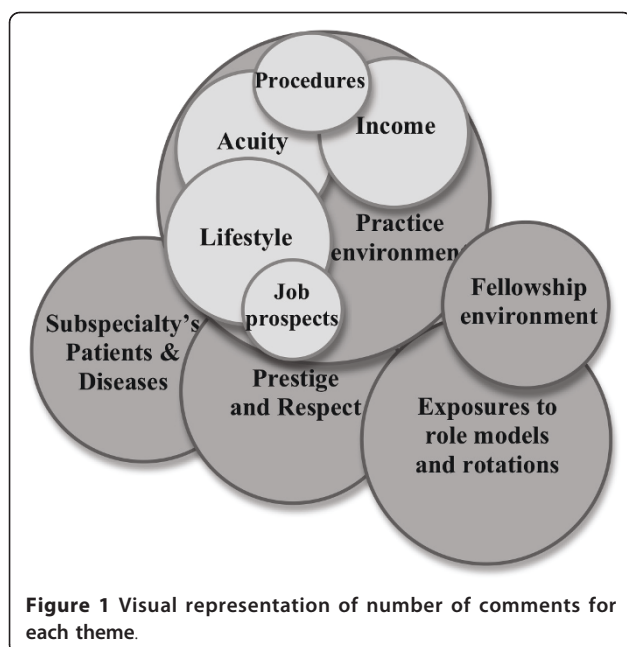 Procedures
Income
Acuity
Lifestyle
Practice
environment
Job
prospects
Fellowship
environment
Subspecialty's
Patients &
Diseases
Prestige
and Respect
Exposures to
role models
and rotations
Figure 1 Visual representation of number of comments for
each theme.